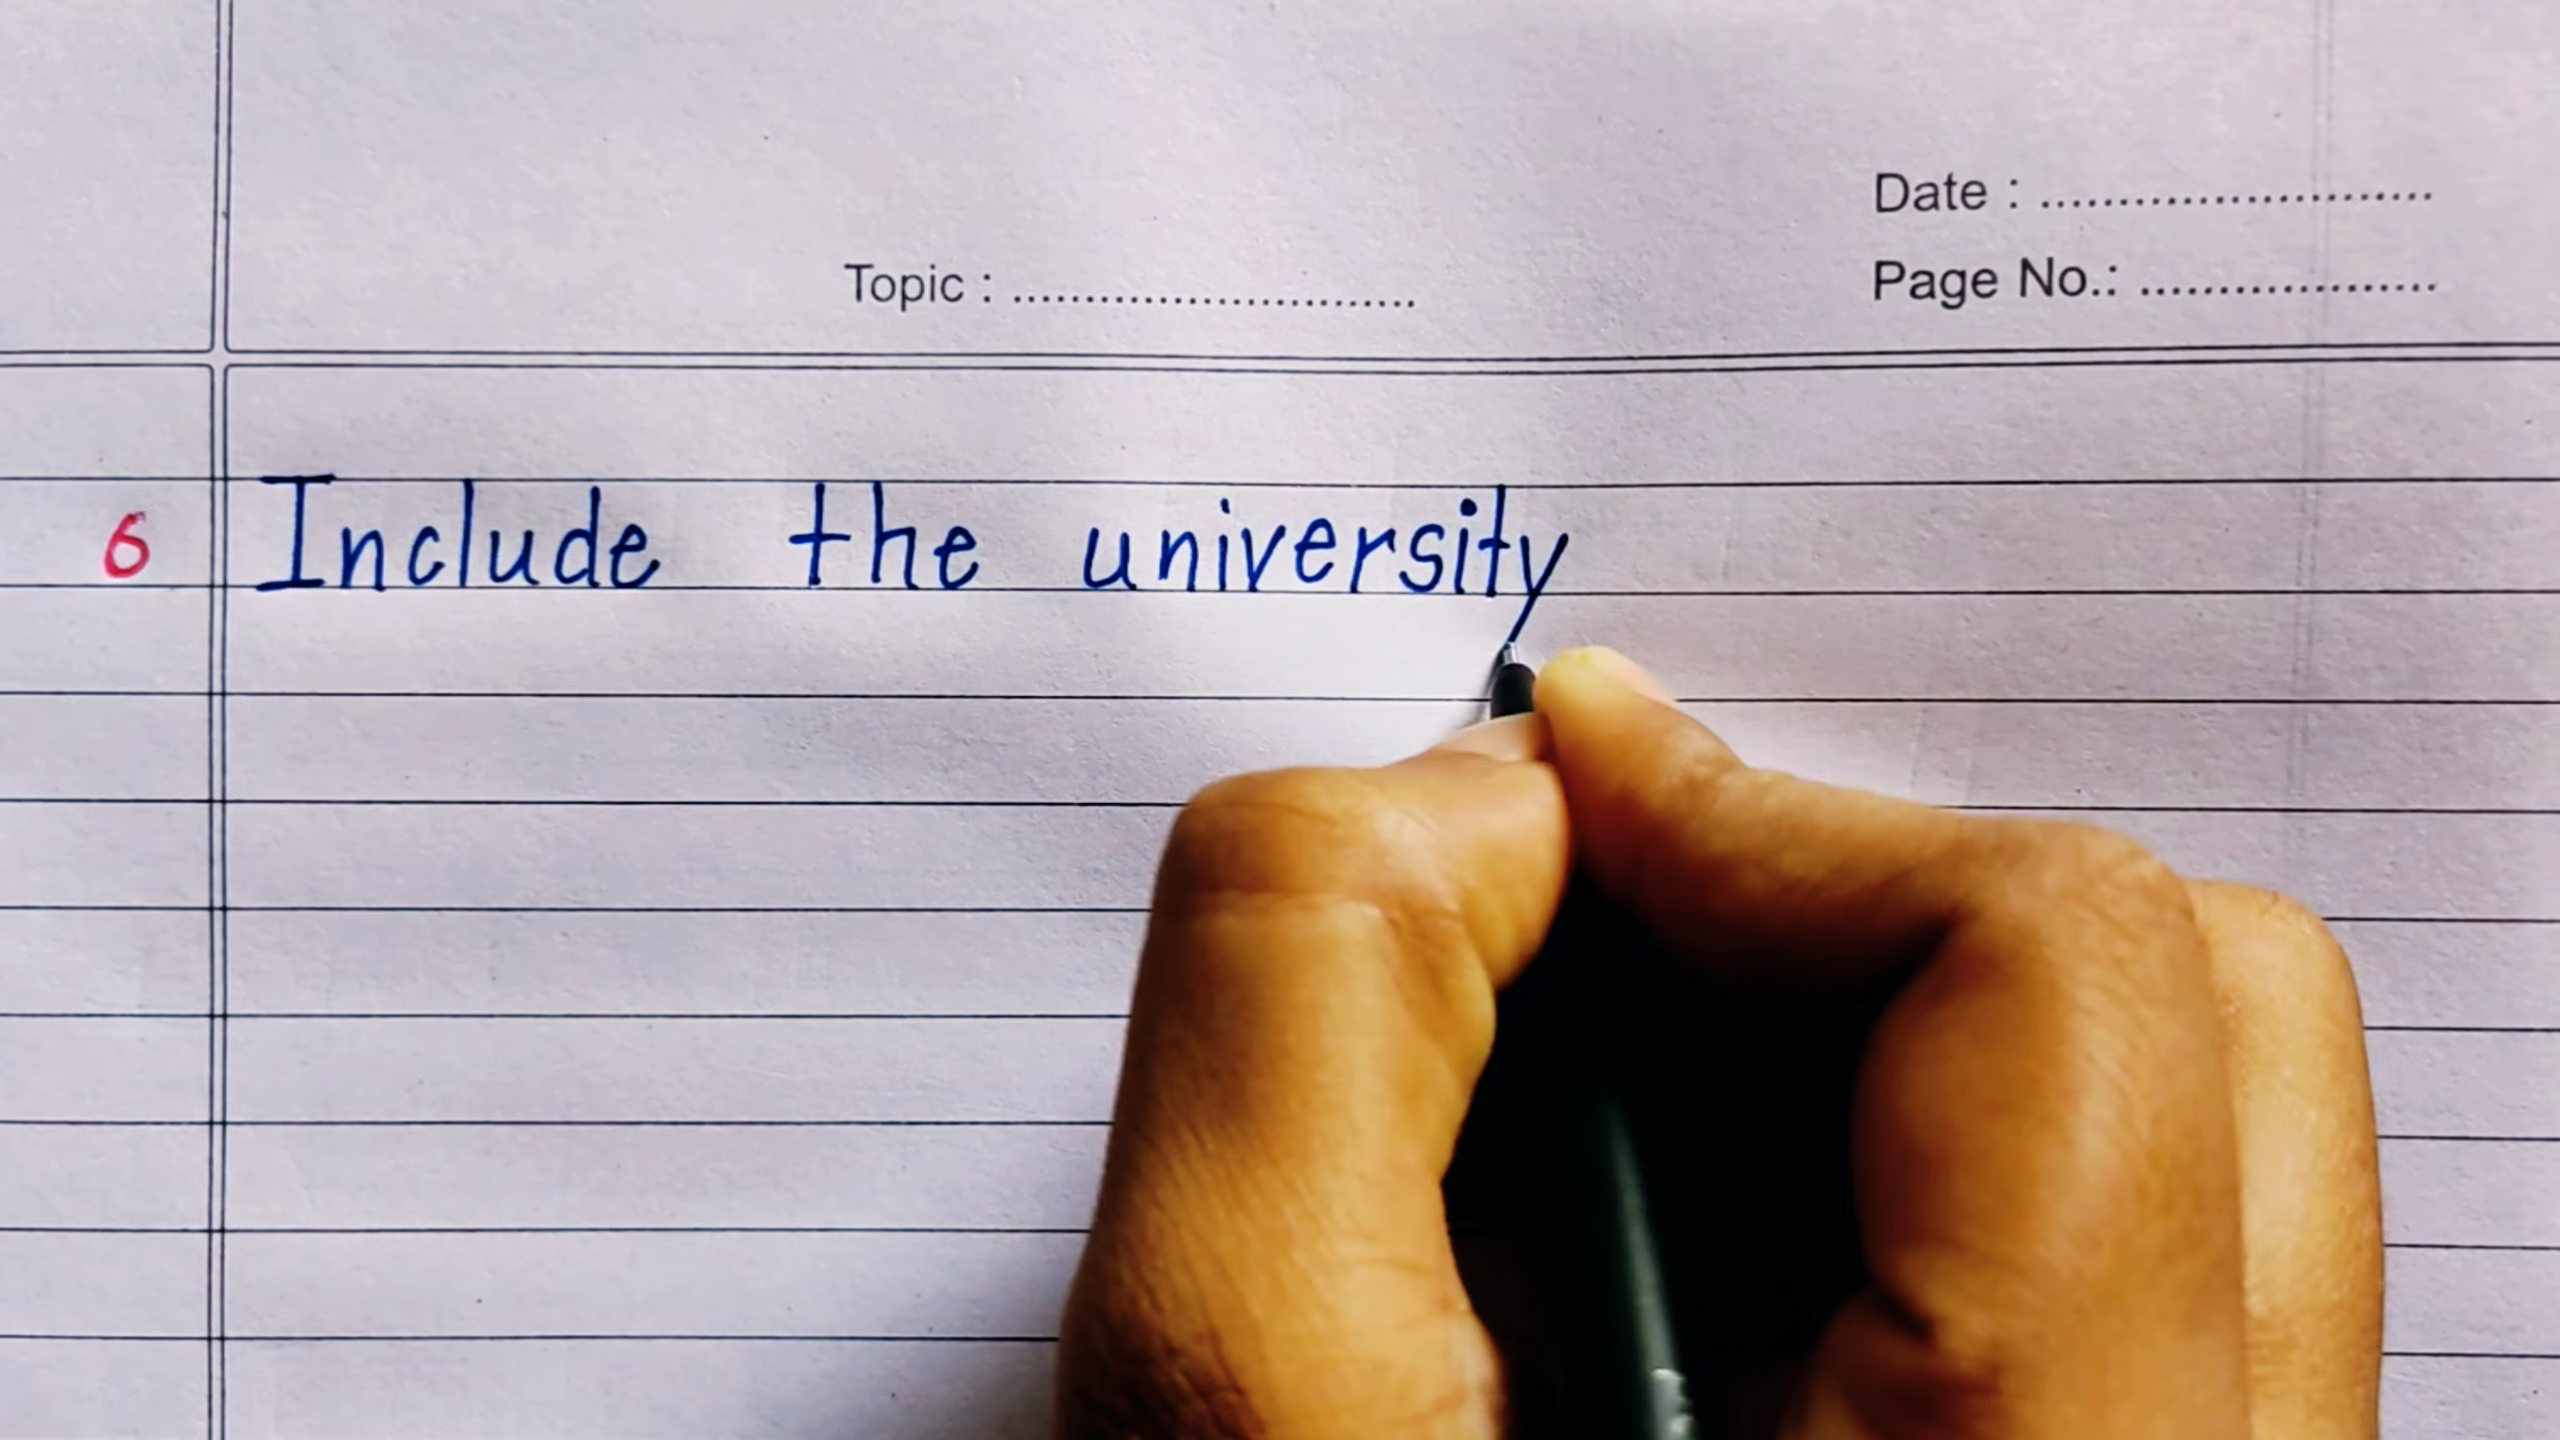 Date : ........................
Topic : ............................
Page No.: ...................
6 Include the university